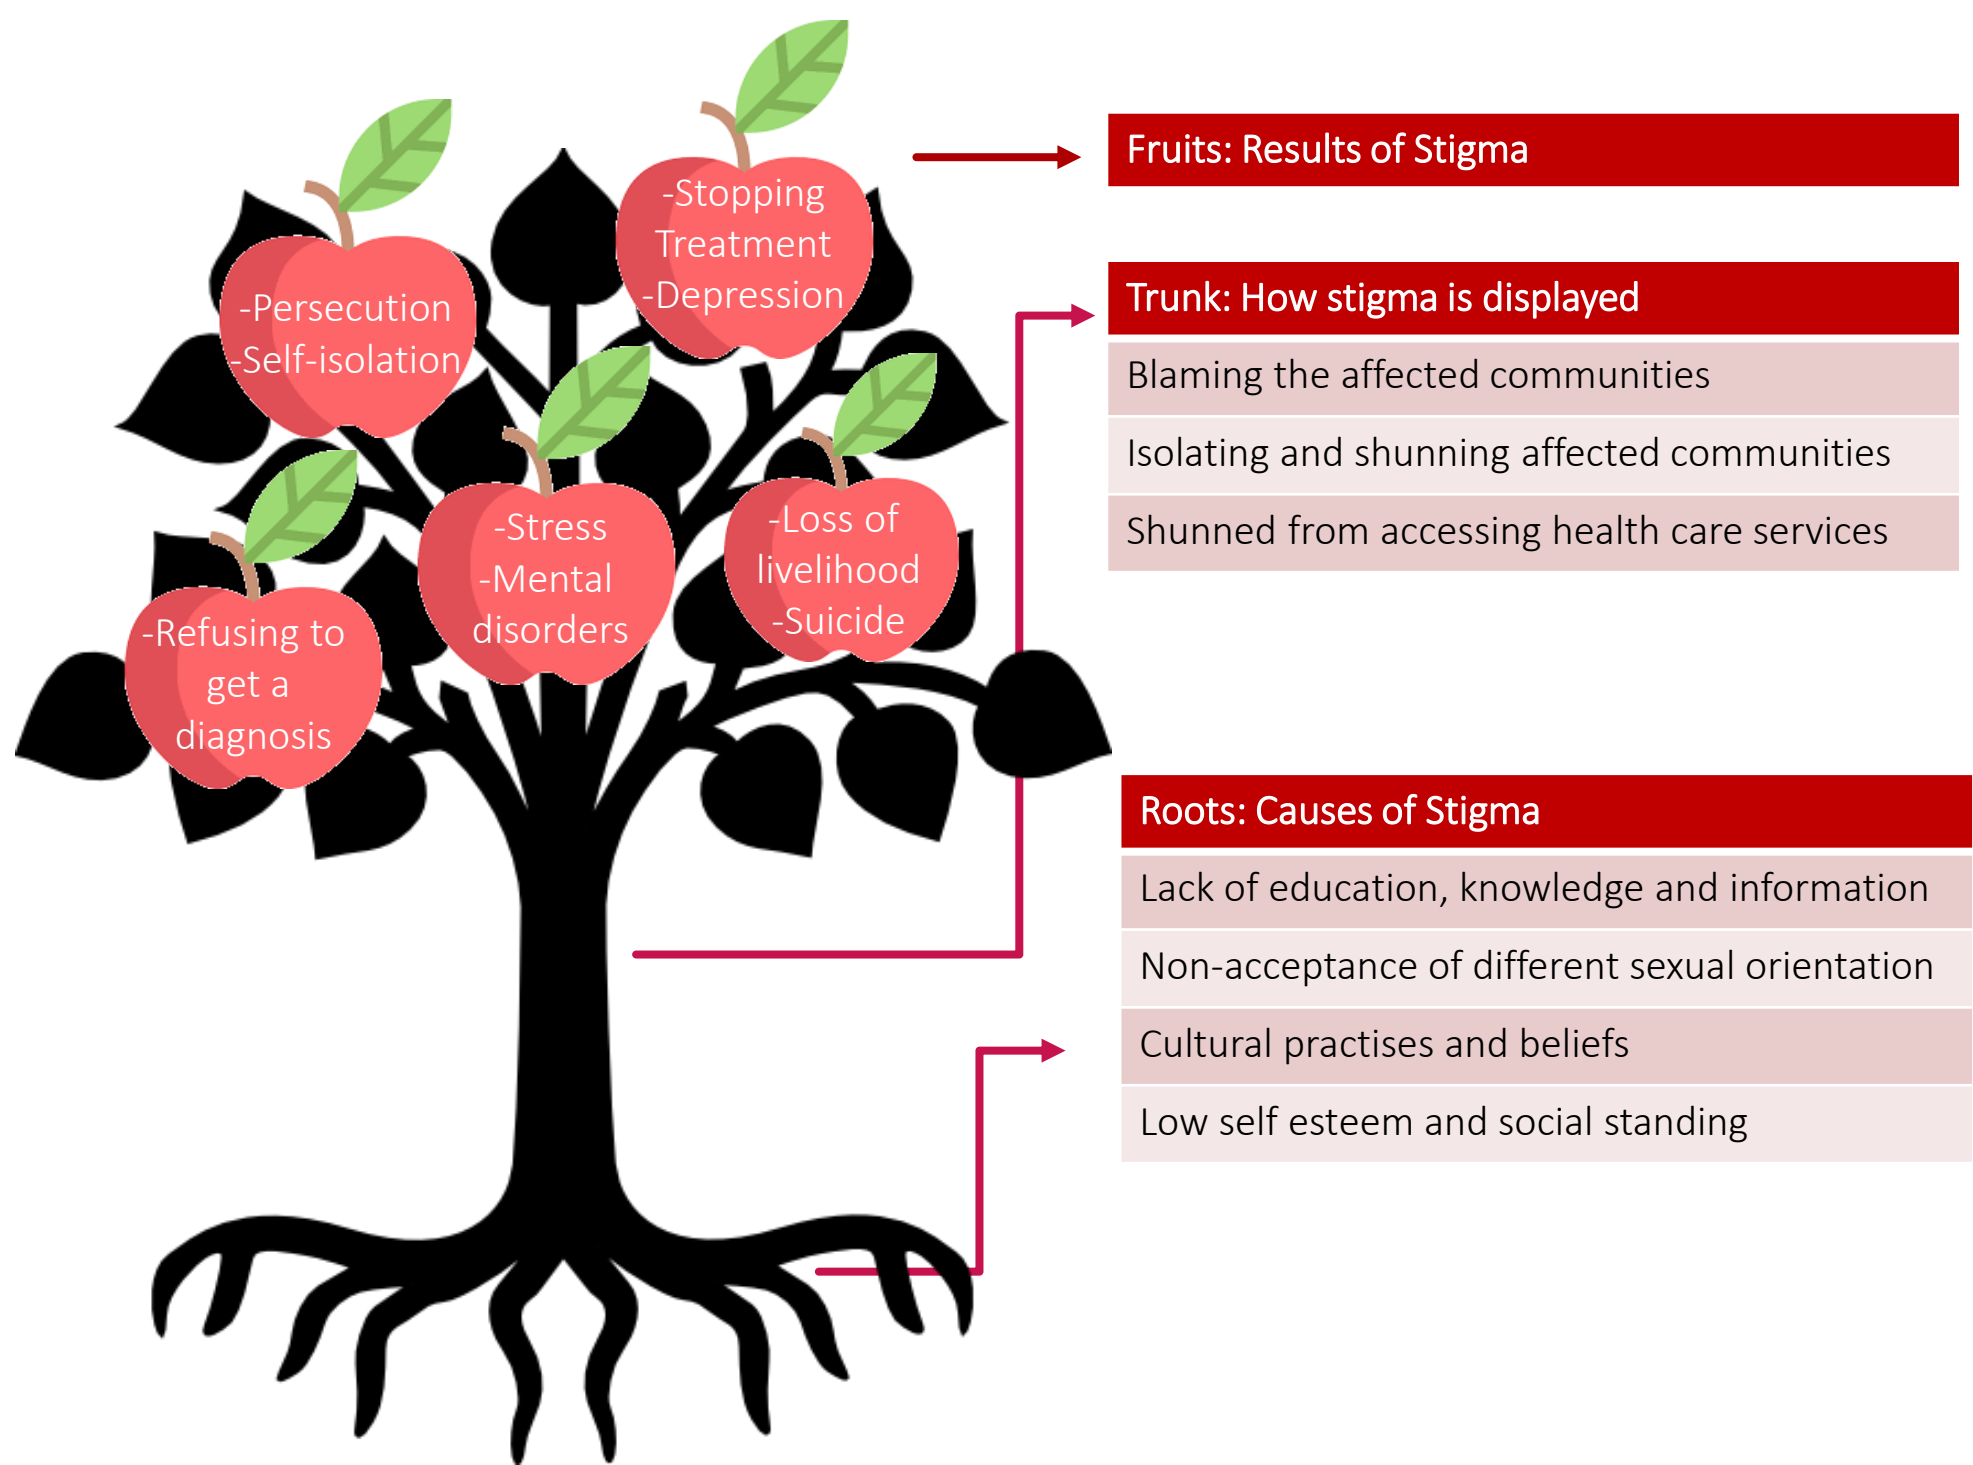 -Stopping
Treatment
-Depression
-Persecution
-Self-isolation
-Stress
-Mental
disorders
-Loss of
livelihood
-Suicide
-Refusing to
get a
diagnosis
Fruits: Results of Stigma
Trunk: How stigma is displayed
Blaming the affected communities
Isolating and shunning affected communities
Shunned from accessing health care services
Roots: Causes of Stigma
Lack of education, knowledge and information
Non-acceptance of different sexual orientation
Cultural practises and beliefs
Low self esteem and social standing